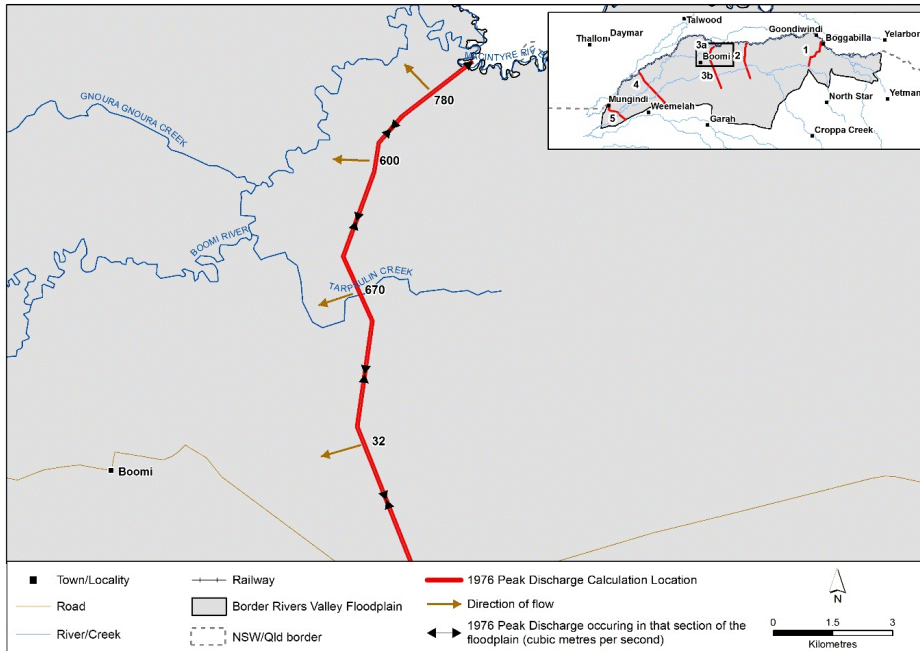 MACINTYRE RIV
780
GNOURA GNOURA CREEK
600
BOOMI RIVER
TARPAULIN CREEK
670
32
Boomi
Talwood
Thallon
Daymar
Goondiwindi
Yelarbon
Boggabilla
3a
Boomi
2
1
3b
4
Mungindi
Weemelah
5
Garah
North Star
Yetman
Croppa Creek
Town/Locality
Road
River/Creek
Railway
Border Rivers Valley Floodplain
NSW/Qld border
1976 Peak Discharge Calculation Location
Direction of flow
1976 Peak Discharge occuring in that section of the
floodplain (cubic metres per second)
N
0 1.5 3
Kilometres